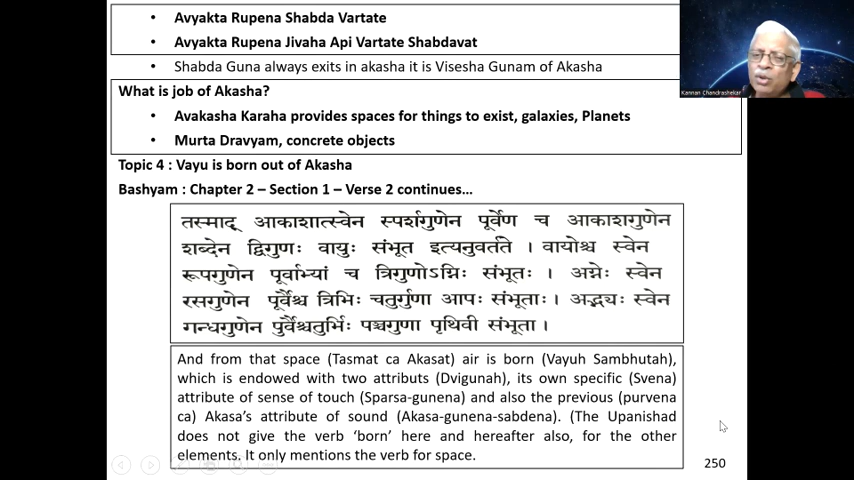 • Avyakta Rupena Shabda Vartate
• Avyakta Rupena Jivaha Api Vartate Shabdavat
• Shabda Guna always exits in akasha it is Visesha Gunam of Akasha
Kannan Chandrashekar
What is job of Akasha?
• Avakasha Karaha provides spaces for things to exist, galaxies, Planets
• Murta Dravyam, concrete objects
Topic 4 : Vayu is born out of Akasha
Bashyam : Chapter 2 – Section 1 – Verse 2 continues…
तस्माद् आकाशात्स्वेन स्पर्शगुणेन पूर्वेण च आकाशगुणेन
शब्देन द्विगुणः वायुः संभूत इत्यनुवर्तते । वायोश्च स्वेन
रूपगुणेन पूर्वाभ्यां च त्रिगुणोऽग्निः संभूतः । अग्नेः स्वेन
रसगुणेन पूर्वैश्च त्रिभिः चतुर्गुणा आपः संभूताः । अद्भ्यः स्वेन
गन्धगुणेन पुर्वैश्चतुर्भिः पञ्चगुणा पृथिवी संभूता ।
And from that space (Tasmat ca Akasat) air is born (Vayuh Sambhutah),
which is endowed with two attributs (Dvigunah), its own specific (Svena)
attribute of sense of touch (Sparsa-gunena) and also the previous (purvena
ca) Akasa’s attribute of sound (Akasa-gunena-sabdena). (The Upanishad
does not give the verb ‘born’ here and hereafter also, for the other
elements. It only mentions the verb for space.
250